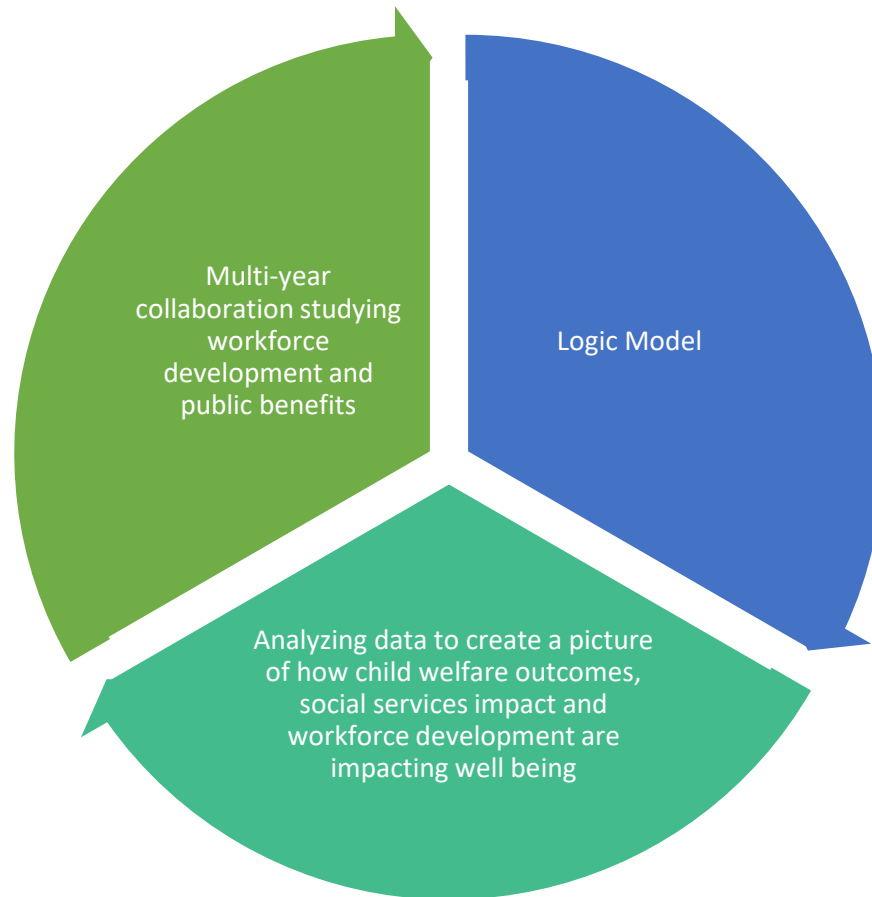 Multi-year
collaboration studying
workforce
development and
public benefits
Logic Model
Analyzing data to create a picture
of how child welfare outcomes,
social services impact and
workforce development are
impacting well being